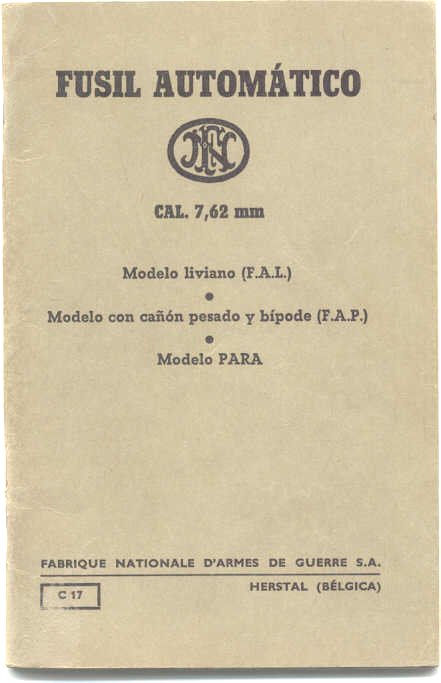 FUSIL AUTOMÁTICO
FN
CAL. 7,62 mm
Modelo liviano (F.A.L.)
Modelo con cañón pesado y bípode (F.A.P.)
Modelo PARA
FABRIQUE NATIONALE D'ARMES DE GUERRE S.A.
HERSTAL (BÉLGICA)
C 17